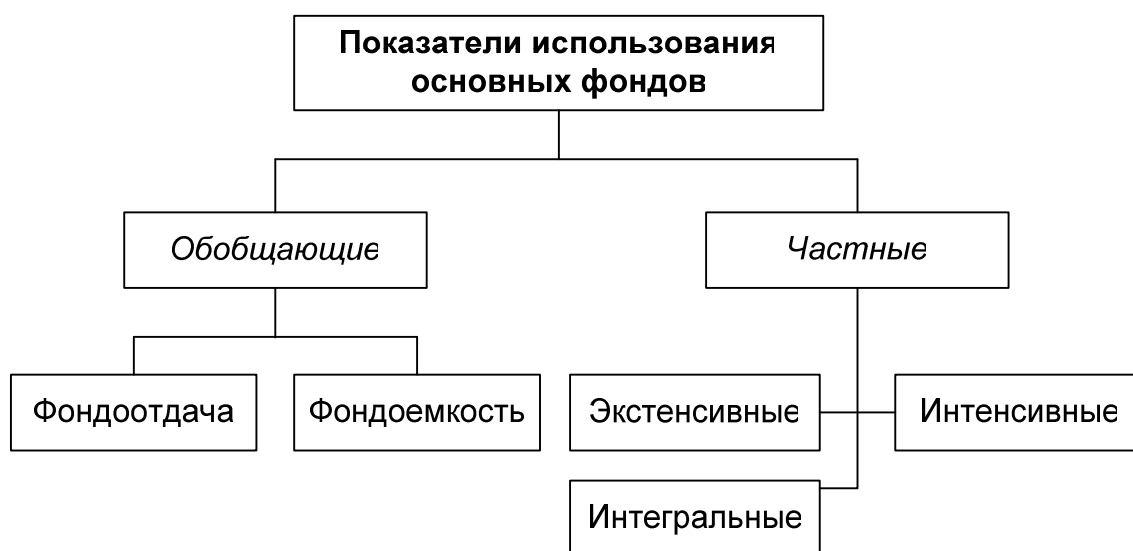 Показатели использования
основных фондов
Обобщающие
Частные
Фондоотдача
Фондоемкость
Экстенсивные
Интенсивные
Интегральные